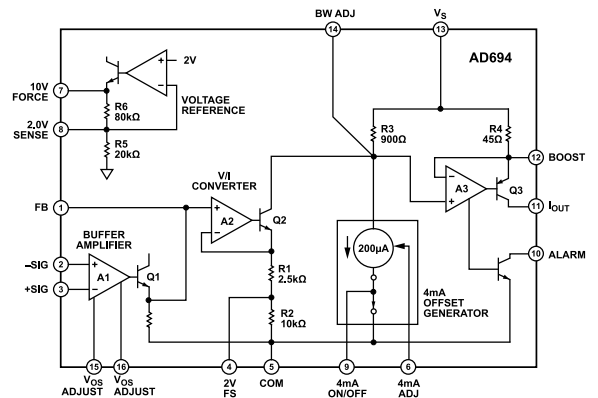 BW ADJ
VS
14
13
AD694
2V
10V
FORCE
7
R6
80kΩ
VOLTAGE
REFERENCE
R3
900Ω
R4
45Ω
2.0V
SENSE
8
R5
20kΩ
12
BOOST
V/I
CONVERTER
A3
Q3
11
IOUT
FB
1
A2
Q2
200µA
10
ALARM
BUFFER
AMPLIFIER
–SIG
2
A1
Q1
R1
2.5kΩ
+SIG
3
4mA
OFFSET
GENERATOR
R2
10kΩ
15
16
4
5
9
6
VOS
ADJUST
VOS
ADJUST
2V
FS
COM
4mA
ON/OFF
4mA
ADJ